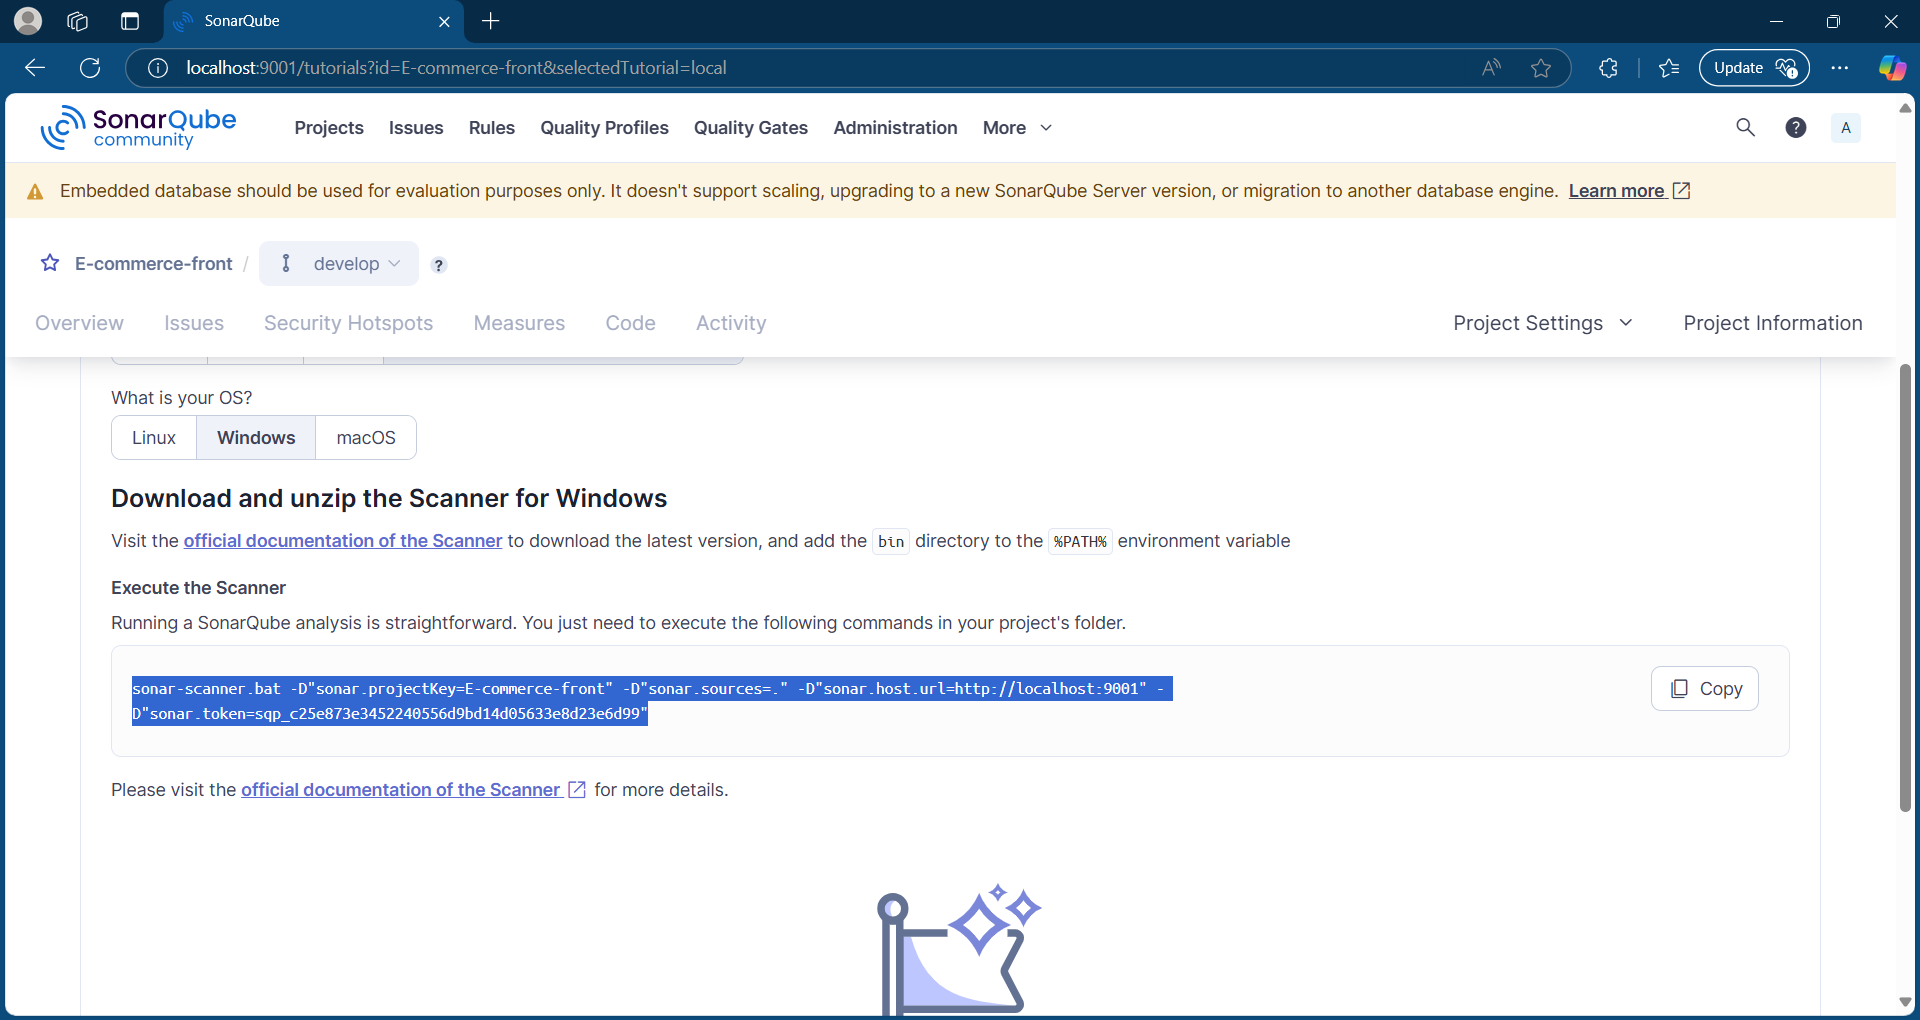 SonarQube
localhost:9001/tutorials?id=E-commerce-front&selectedTutorial=local
A
Update
SonarQube
community
Projects
Issues
Rules
Quality Profiles
Quality Gates
Administration
More
?
A
Embedded database should be used for evaluation purposes only. It doesn't support scaling, upgrading to a new SonarQube Server version, or migration to another database engine. Learn more
E-commerce-front / develop ?
Overview
Issues
Security Hotspots
Measures
Code
Activity
Project Settings
Project Information
What is your OS?
Linux
Windows
macOS
Download and unzip the Scanner for Windows
Visit the official documentation of the Scanner to download the latest version, and add the bin directory to the %PATH% environment variable
Execute the Scanner
Running a SonarQube analysis is straightforward. You just need to execute the following commands in your project's folder.
sonar-scanner.bat -D"sonar.projectKey=E-commerce-front" -D"sonar.sources=." -D"sonar.host.url=http://localhost:9001" -
D"sonar.token=sqp_c25e873e3452240556d9bd14d05633e8d23e6d99"
Copy
Please visit the official documentation of the Scanner for more details.